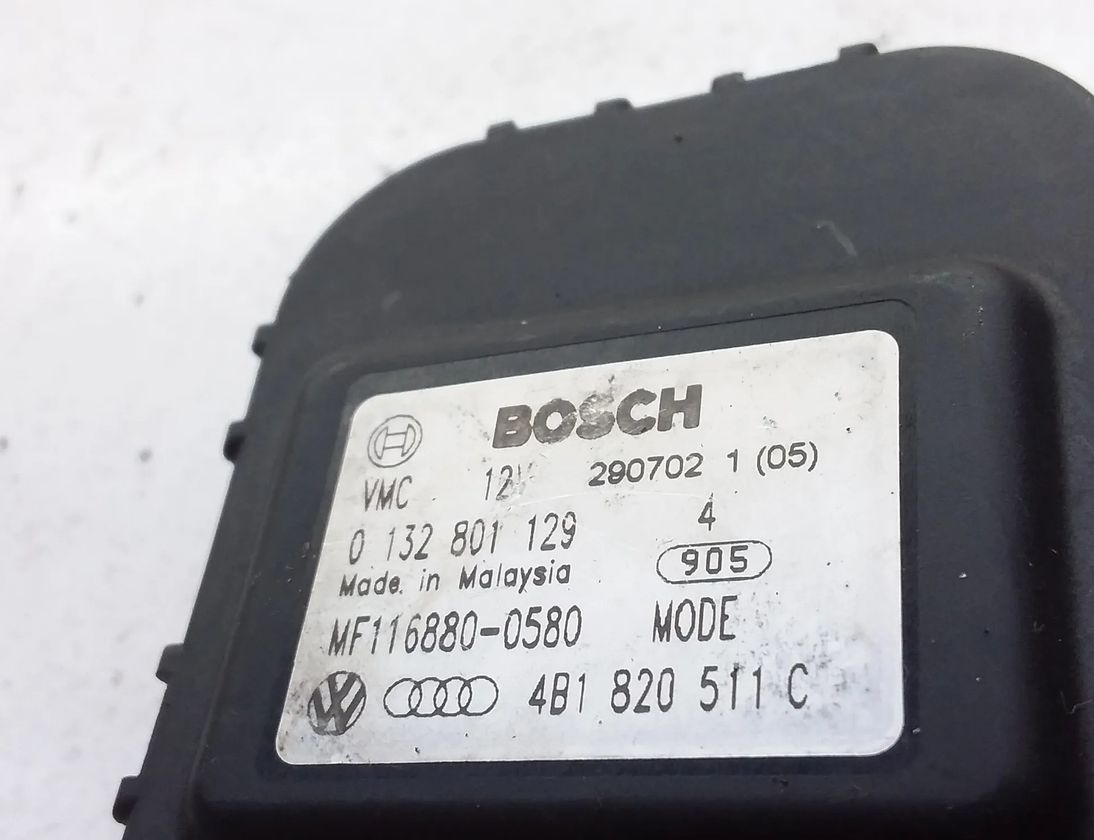 BOSCH
VMC 12V 290702 1 (05)
0 132 801 129 4
Made in Malaysia 905
MF116880-0580 MODE
4B1 820 511 C